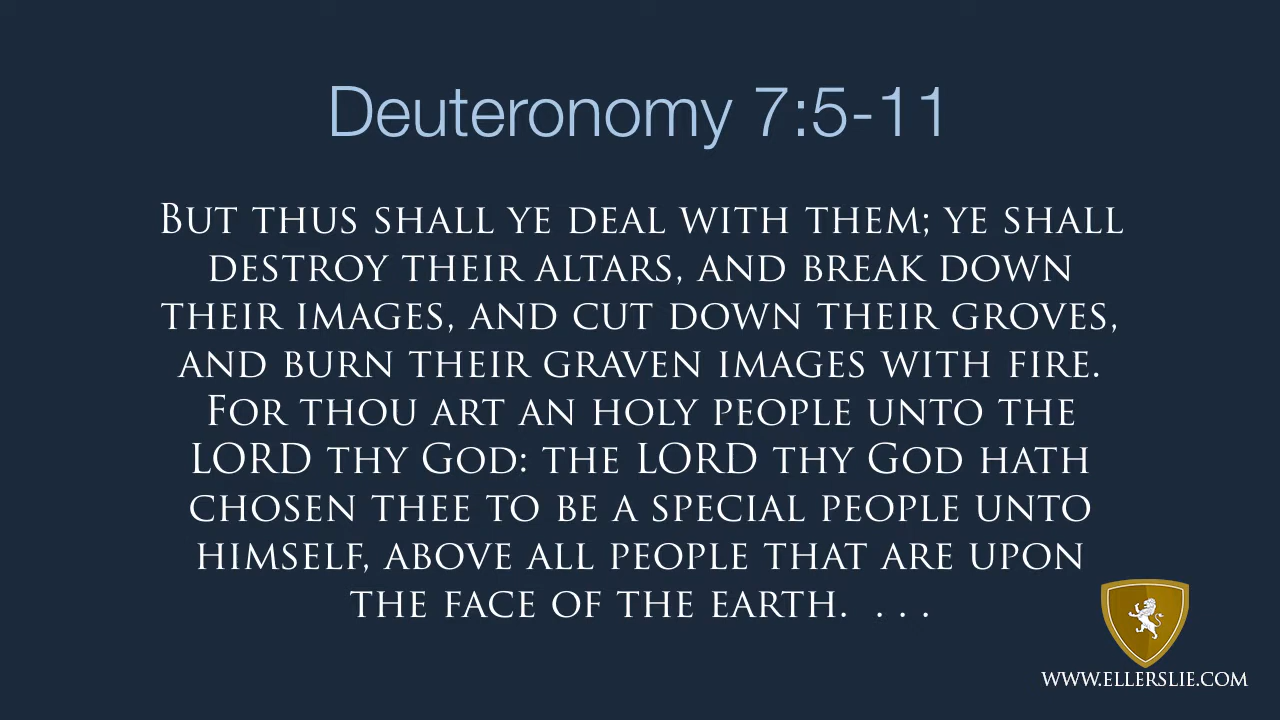 Deuteronomy 7:5-11
But thus shall ye deal with them; ye shall
destroy their altars, and break down
their images, and cut down their groves,
and burn their graven images with fire.
For thou art an holy people unto the
LORD thy God: the LORD thy God hath
chosen thee to be a special people unto
himself, above all people that are upon
the face of the earth. . . .
WWW.ELLERSLIE.COM